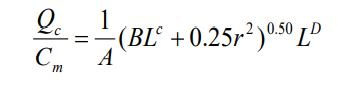 Q_c/C_m = 1/A (BL^c + 0.25r^2)^0.50 L^D